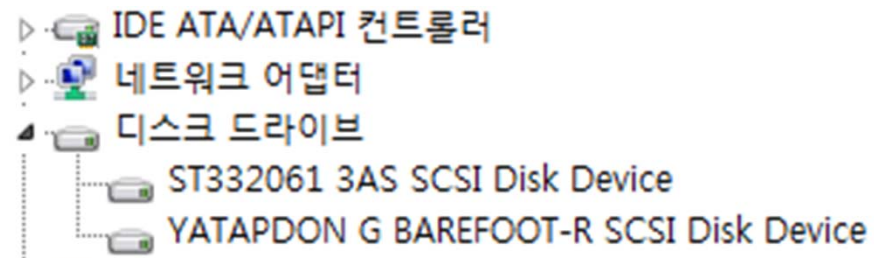 IDE ATA/ATAPI 컨트롤러
네트워크 어댑터
디스크 드라이브
ST332061 3AS SCSI Disk Device
YATAPDON G BAREFOOT-R SCSI Disk Device